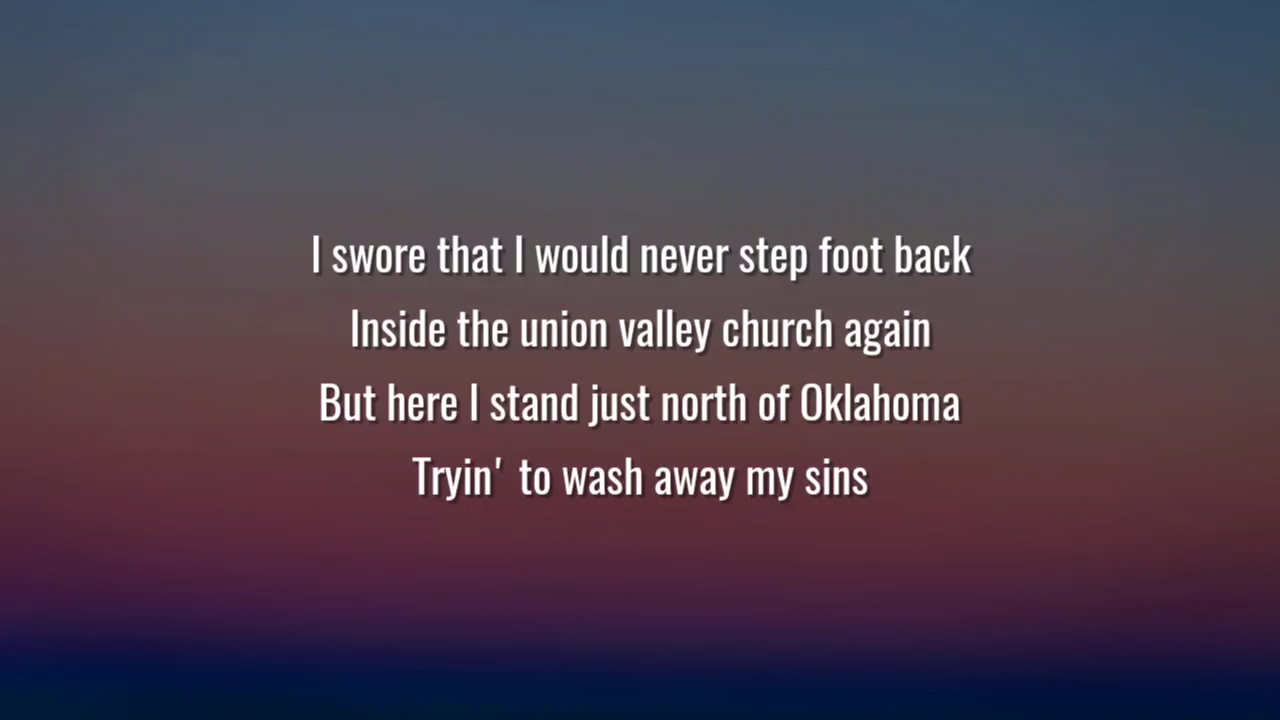 I swore that I would never step foot back
Inside the union valley church again
But here I stand just north of Oklahoma
Tryin' to wash away my sins